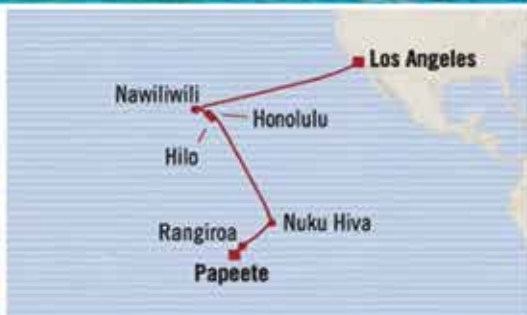 Los Angeles
Nawiliwili
Honolulu
Hilo
Nuku Hiva
Rangiroa
Papeete